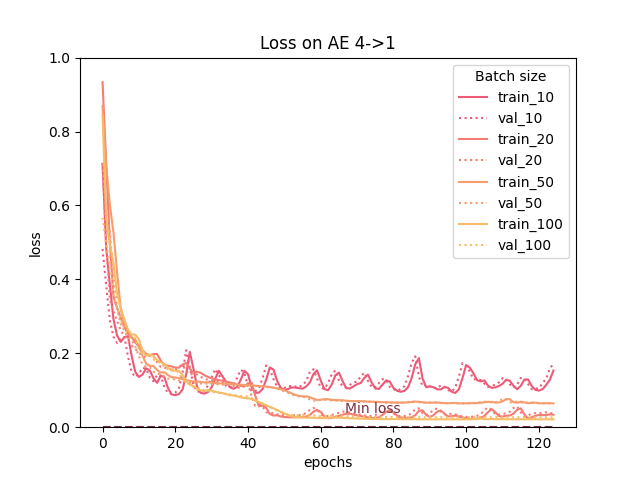 Loss on AE 4->1
Batch size
train_10
val_10
train_20
val_20
train_50
val_50
train_100
val_100
1.0
0.8
0.6
0.4
0.2
0.0
loss
Min loss
0 20 40 60 80 100 120
epochs